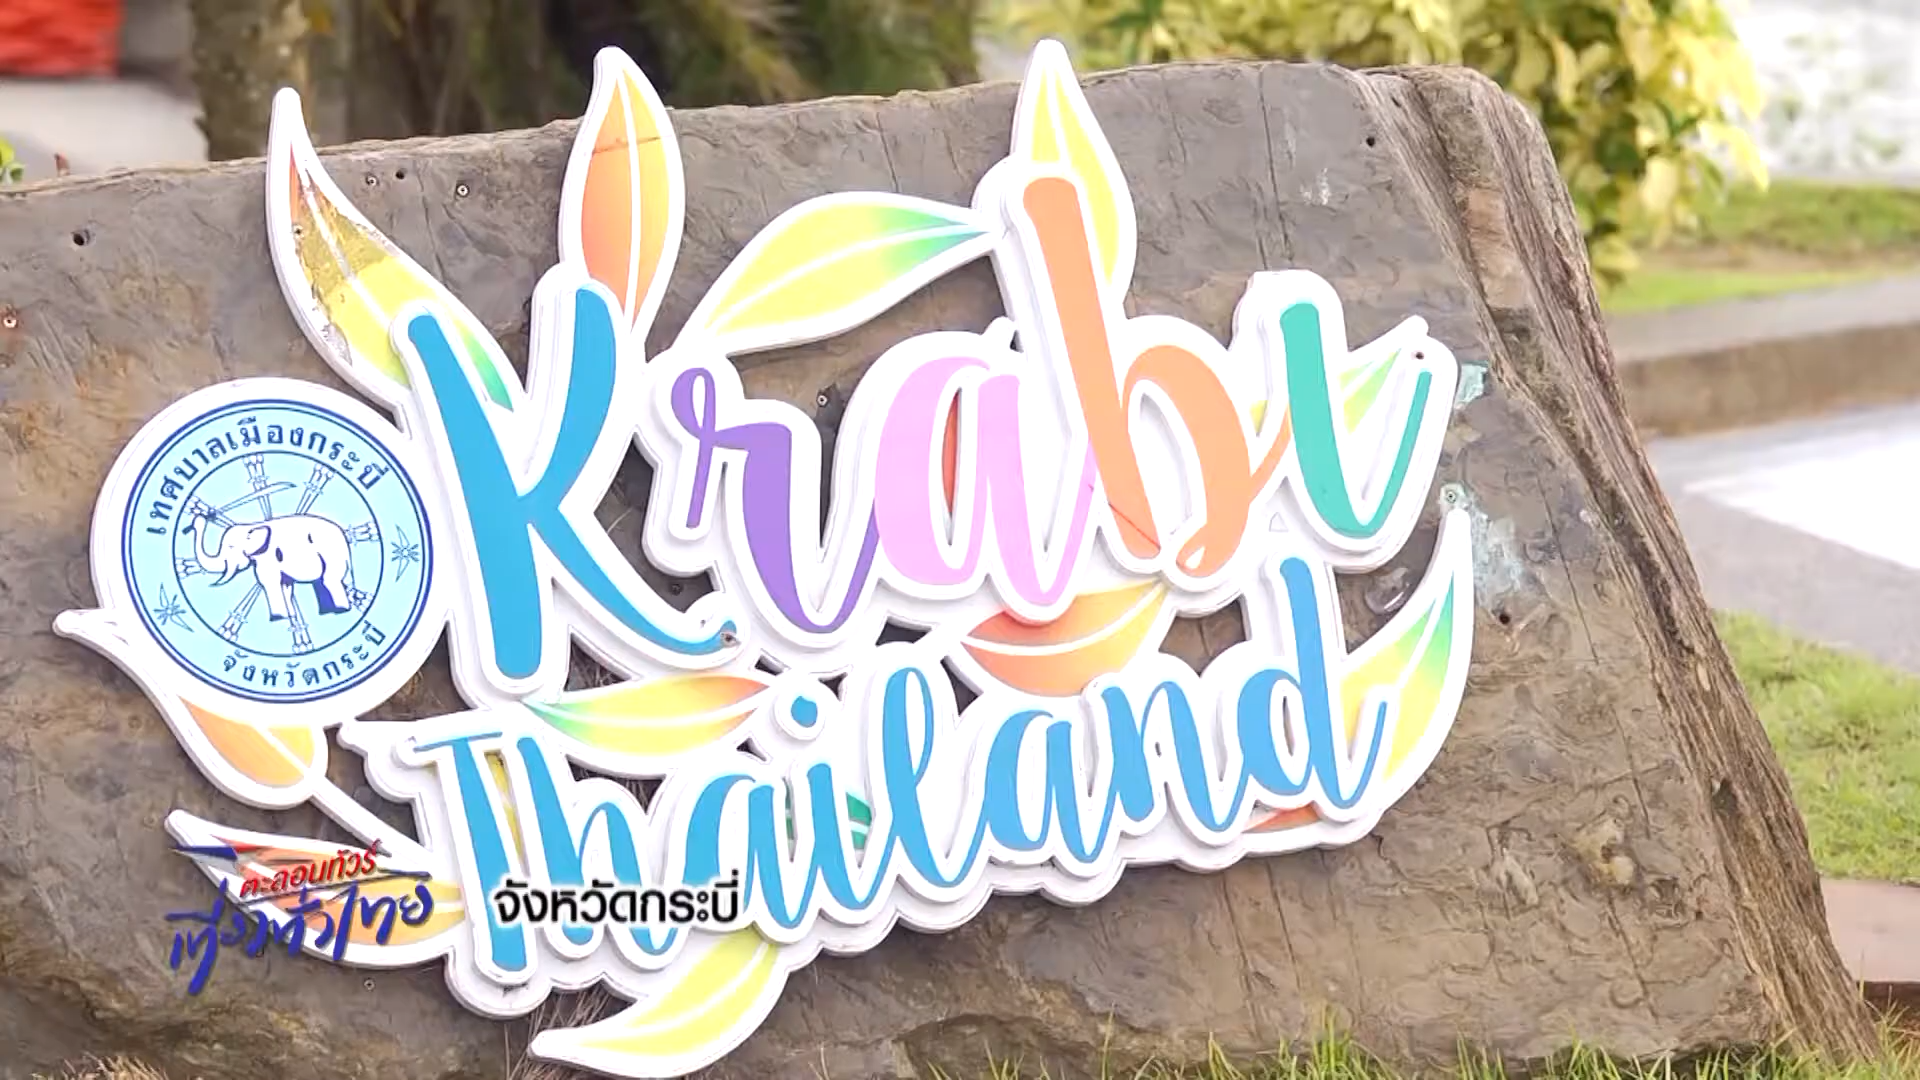 เทศบาลเมืองกระบี่
จังหวัดกระบี่
Krabi
Thailand
ตะลอนทัวร์
เที่ยวทั่วไทย
จังหวัดกระบี่